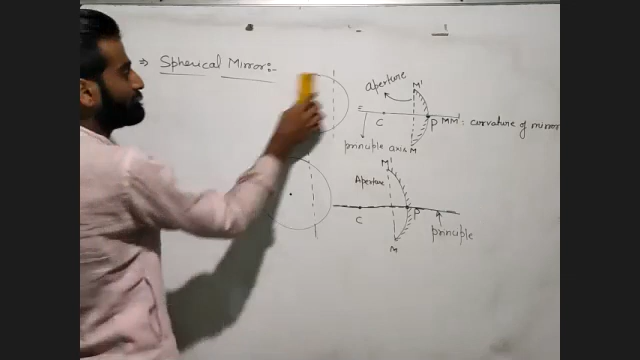 ⇒ Spherical Mirror:-
Aperture
M'
C
P
MM' : curvature of mirror
principle axis
M
M'
Aperture
C
P
principle
M